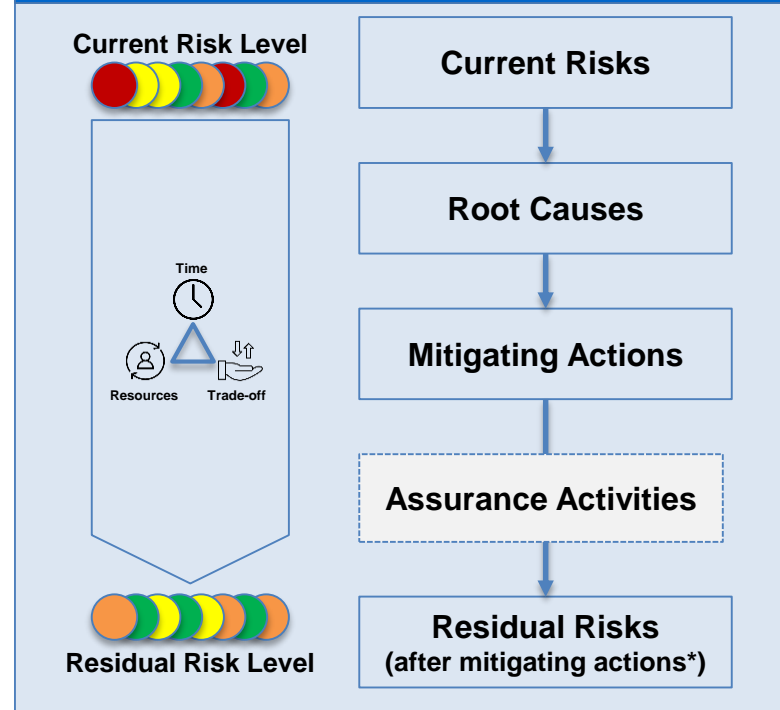 Current Risk Level
Current Risks
Root Causes
Time
Resources
Trade-off
Mitigating Actions
Assurance Activities
Residual Risk Level
Residual Risks
(after mitigating actions*)